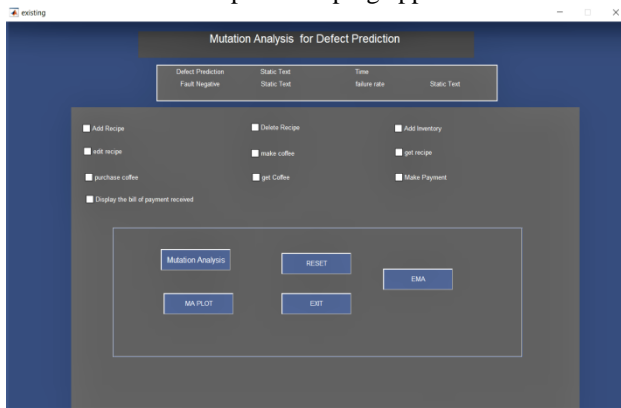 existing
Mutation Analysis for Defect Prediction
Defect Prediction Static Text Time
Fault Negative Static Text failure rate Static Text
Add Recipe Delete Recipe Add Inventory
edit recipe make coffee get recipe
purchase coffee get Coffee Make Payment
Display the bill of payment received
Mutation Analysis RESET
EMA
MA PLOT EXIT